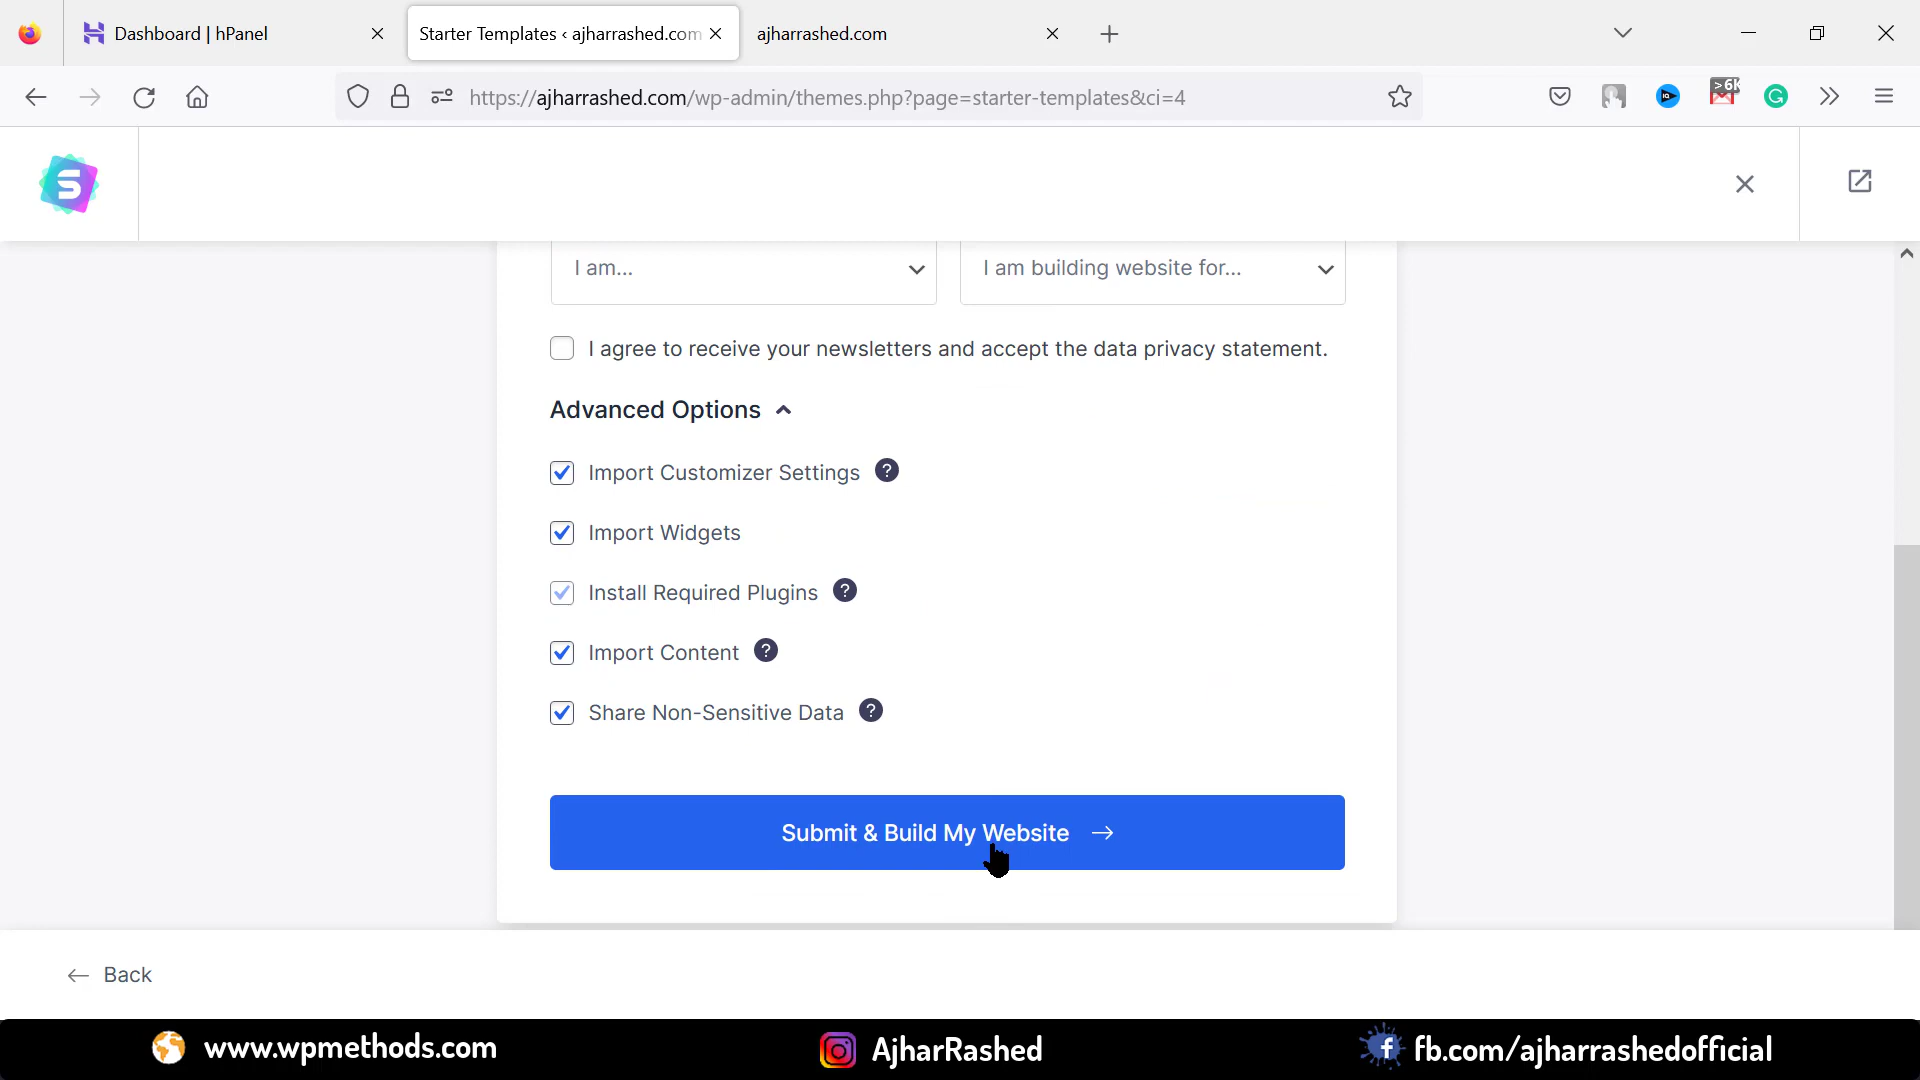 Dashboard | hPanel
Starter Templates ‹ ajharrashed.com
ajharrashed.com
https://ajharrashed.com/wp-admin/themes.php?page=starter-templates&ci=4
>6k
I am...
I am building website for...
I agree to receive your newsletters and accept the data privacy statement.
Advanced Options
Import Customizer Settings ?
Import Widgets
Install Required Plugins ?
Import Content ?
Share Non-Sensitive Data ?
Submit & Build My Website →
← Back
www.wpmethods.com
AjharRashed
fb.com/ajharrashedofficial